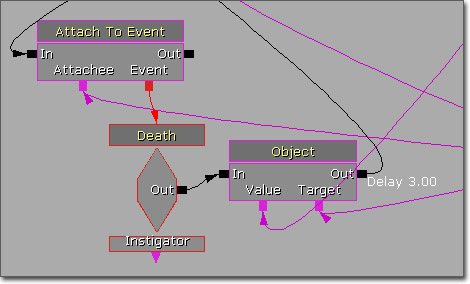 Attach To Event
In Out
Attachee Event
Death
Out
Instigator
Object
In Out
Value Target
Delay 3.00